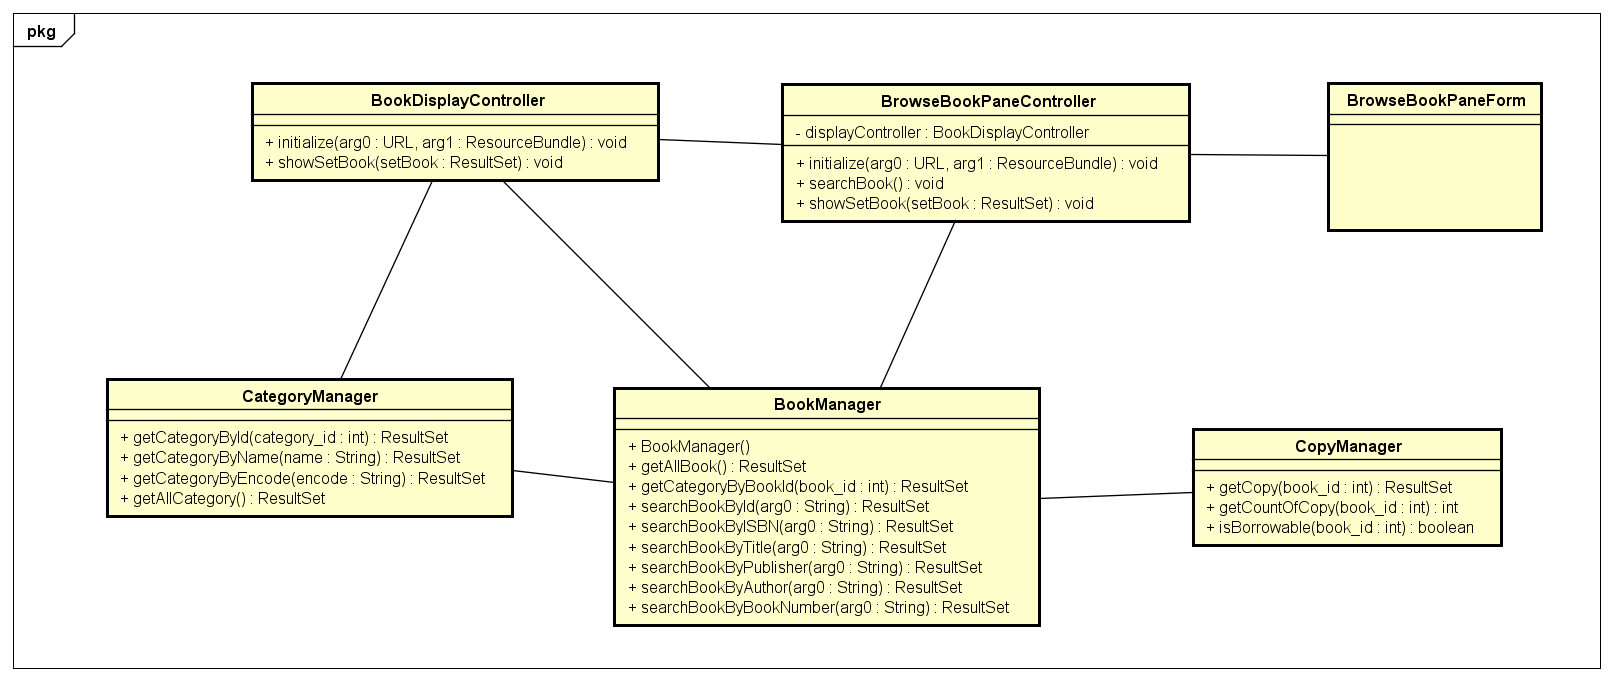 pkg
BookDisplayController
+ initialize(arg0 : URL, arg1 : ResourceBundle) : void
+ showSetBook(setBook : ResultSet) : void
BrowseBookPaneController
- displayController : BookDisplayController
+ initialize(arg0 : URL, arg1 : ResourceBundle) : void
+ searchBook() : void
+ showSetBook(setBook : ResultSet) : void
BrowseBookPaneForm
CategoryManager
+ getCategoryById(category_id : int) : ResultSet
+ getCategoryByName(name : String) : ResultSet
+ getCategoryByEncode(encode : String) : ResultSet
+ getAllCategory() : ResultSet
BookManager
+ BookManager()
+ getAllBook() : ResultSet
+ getCategoryByBookId(book_id : int) : ResultSet
+ searchBookById(arg0 : String) : ResultSet
+ searchBookByISBN(arg0 : String) : ResultSet
+ searchBookByTitle(arg0 : String) : ResultSet
+ searchBookByPublisher(arg0 : String) : ResultSet
+ searchBookByAuthor(arg0 : String) : ResultSet
+ searchBookByBookNumber(arg0 : String) : ResultSet
CopyManager
+ getCopy(book_id : int) : ResultSet
+ getCountOfCopy(book_id : int) : int
+ isBorrowable(book_id : int) : boolean